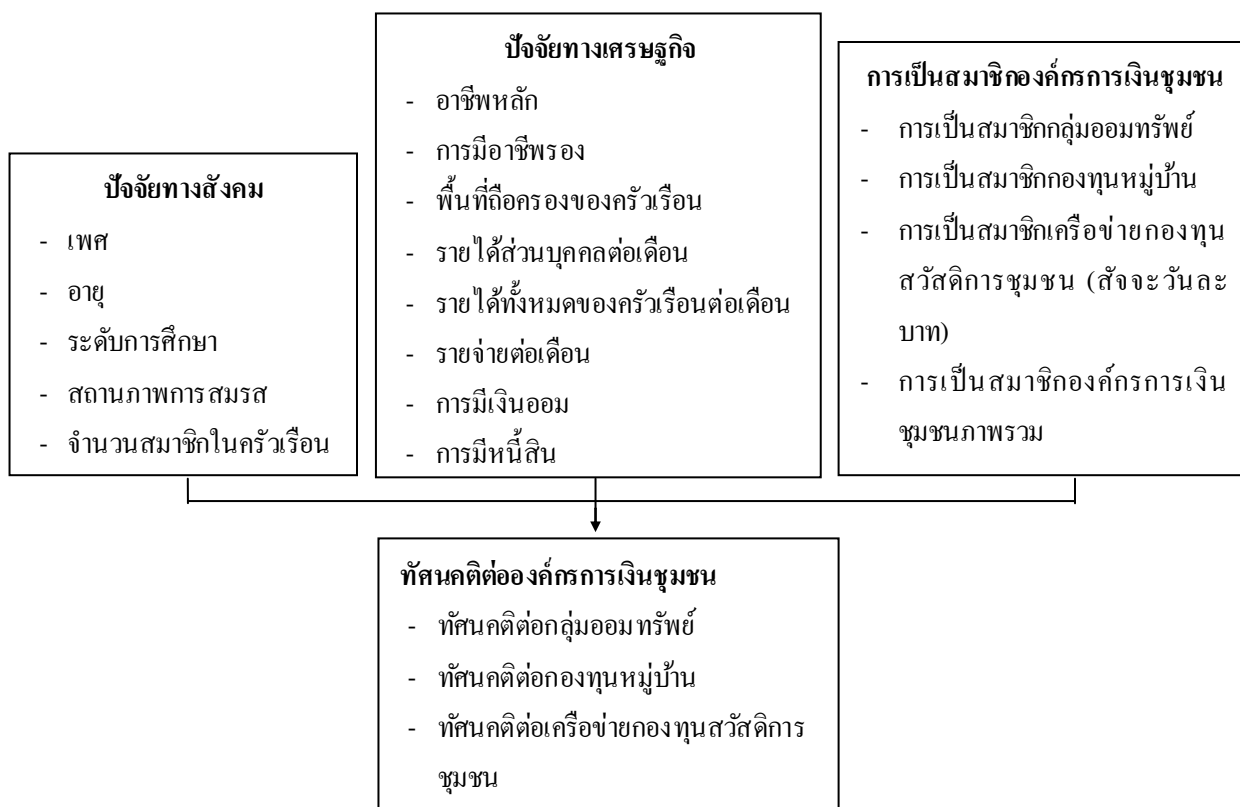 ปัจจัยทางสังคม
- เพศ
- อายุ
- ระดับการศึกษา
- สถานภาพการสมรส
- จำนวนสมาชิกในครัวเรือน
ปัจจัยทางเศรษฐกิจ
- อาชีพหลัก
- การมีอาชีพรอง
- พื้นที่ถือครองของครัวเรือน
- รายได้ส่วนบุคคลต่อเดือน
- รายได้ทั้งหมดของครัวเรือนต่อเดือน
- รายจ่ายต่อเดือน
- การมีเงินออม
- การมีหนี้สิน
การเป็นสมาชิกองค์กรการเงินชุมชน
- การเป็นสมาชิกกลุ่มออมทรัพย์
- การเป็นสมาชิกกองทุนหมู่บ้าน
- การเป็นสมาชิกเครือข่ายกองทุน
สวัสดิการชุมชน (สัจจะวันละ
บาท)
- การเป็นสมาชิกองค์กรการเงิน
ชุมชนภาพรวม
ทัศนคติต่อองค์กรการเงินชุมชน
- ทัศนคติต่อกลุ่มออมทรัพย์
- ทัศนคติต่อกองทุนหมู่บ้าน
- ทัศนคติต่อเครือข่ายกองทุนสวัสดิการ
ชุมชน